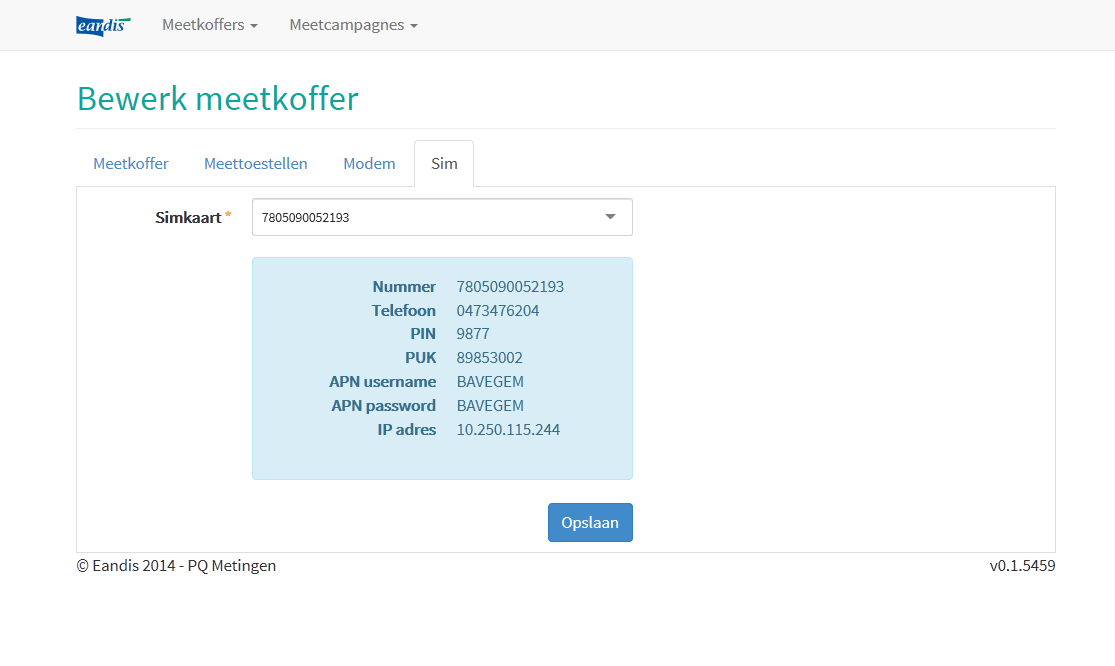 eandis Meetkoffers Meetcampagnes
Bewerk meetkoffer
Meetkoffer Meettoestellen Modem Sim
Simkaart * 7805090052193
Nummer 7805090052193
Telefoon 0473476204
PIN 9877
PUK 89853002
APN username BAVEGEM
APN password BAVEGEM
IP adres 10.250.115.244
Opslaan
© Eandis 2014 - PQ Metingen v0.1.5459